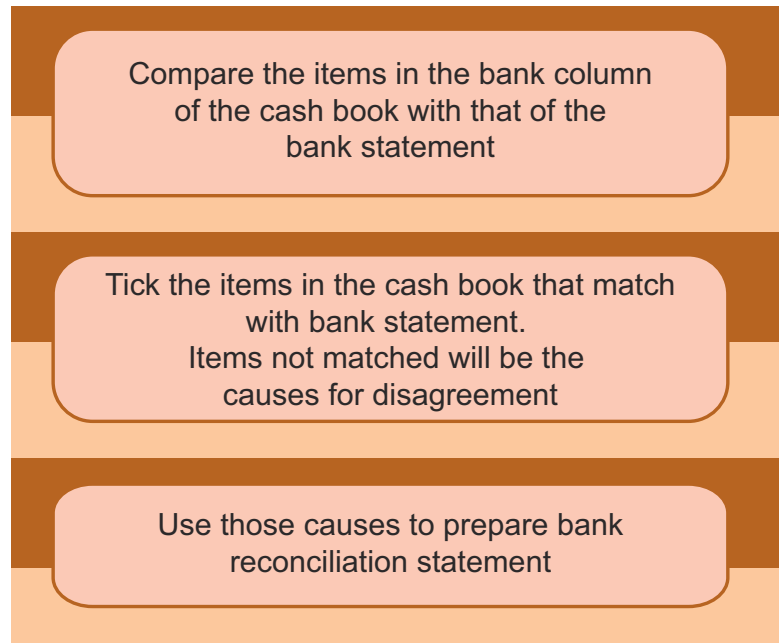 Compare the items in the bank column
of the cash book with that of the
bank statement
Tick the items in the cash book that match
with bank statement.
Items not matched will be the
causes for disagreement
Use those causes to prepare bank
reconciliation statement